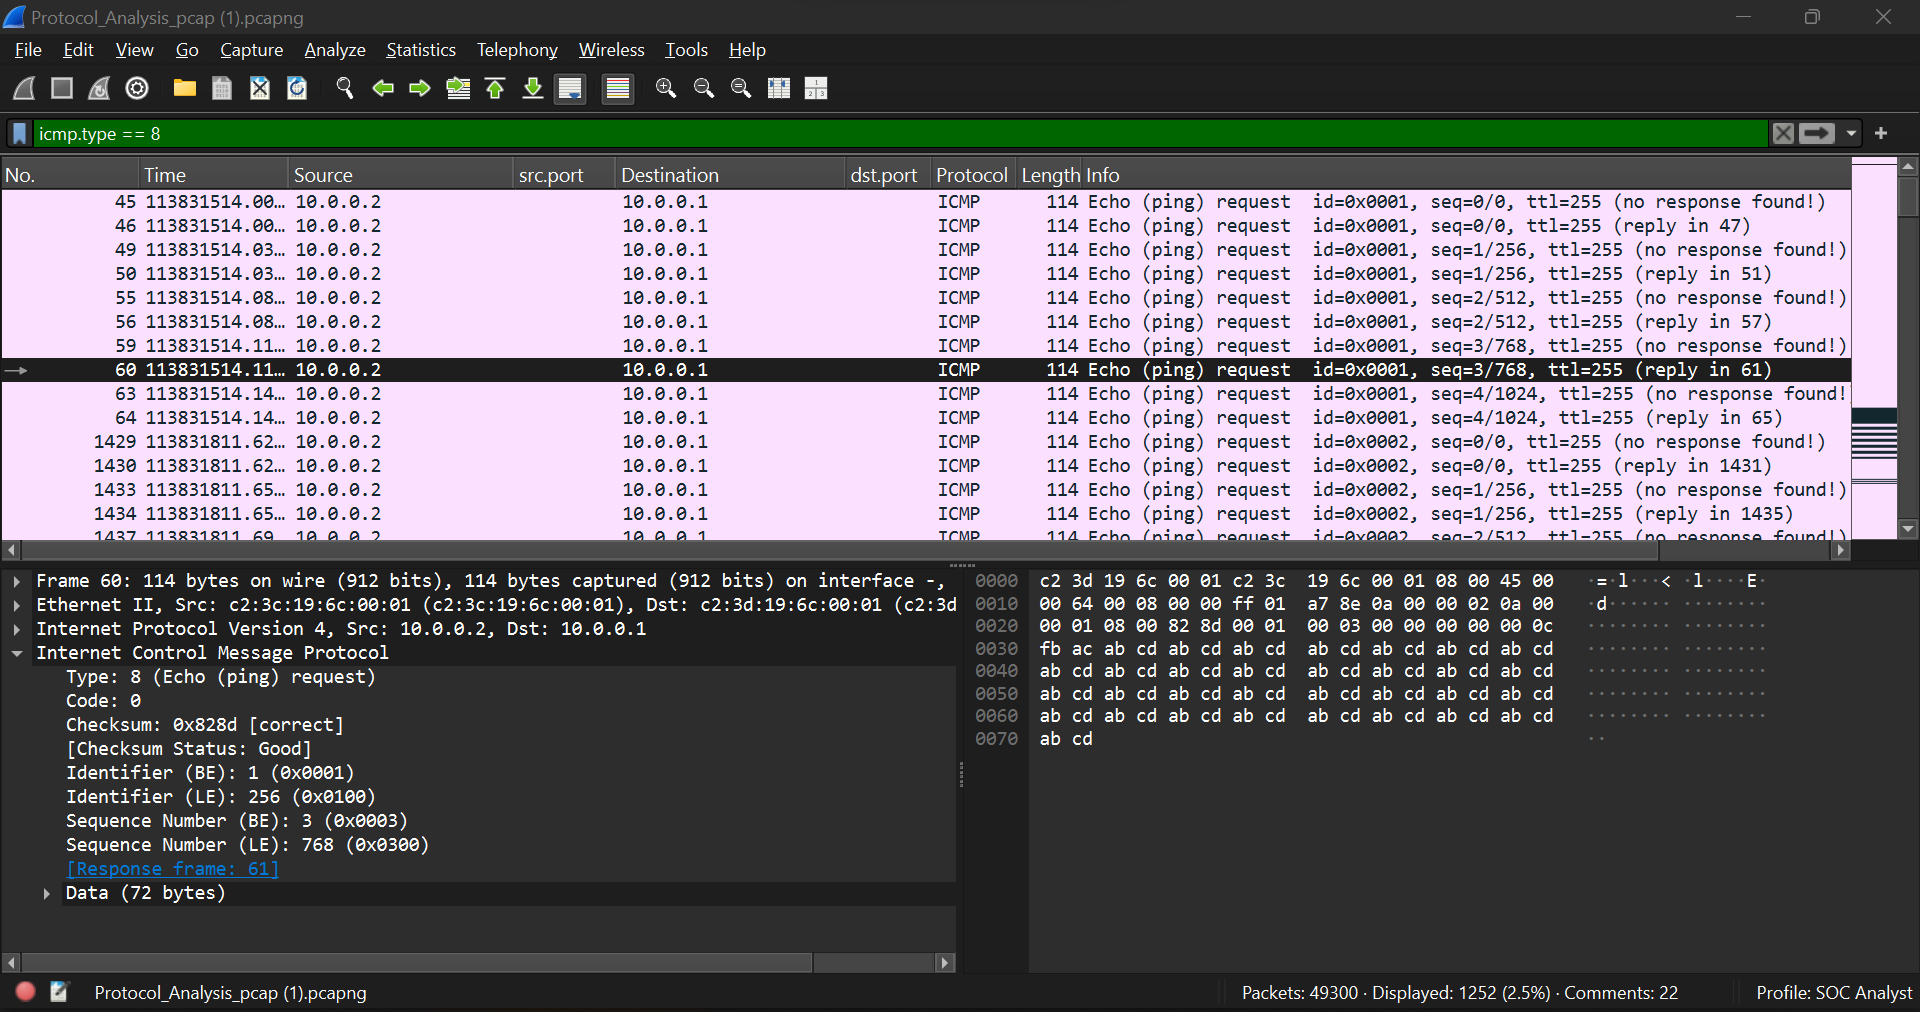 Protocol_Analysis_pcap (1).pcapng
File Edit View Go Capture Analyze Statistics Telephony Wireless Tools Help
icmp.type == 8
No. Time Source src.port Destination dst.port Protocol Length Info
45 113831514.00… 10.0.0.2 10.0.0.1 ICMP 114 Echo (ping) request id=0x0001, seq=0/0, ttl=255 (no response found!)
46 113831514.00… 10.0.0.2 10.0.0.1 ICMP 114 Echo (ping) request id=0x0001, seq=0/0, ttl=255 (reply in 47)
49 113831514.03… 10.0.0.2 10.0.0.1 ICMP 114 Echo (ping) request id=0x0001, seq=1/256, ttl=255 (no response found!)
50 113831514.03… 10.0.0.2 10.0.0.1 ICMP 114 Echo (ping) request id=0x0001, seq=1/256, ttl=255 (reply in 51)
55 113831514.08… 10.0.0.2 10.0.0.1 ICMP 114 Echo (ping) request id=0x0001, seq=2/512, ttl=255 (no response found!)
56 113831514.08… 10.0.0.2 10.0.0.1 ICMP 114 Echo (ping) request id=0x0001, seq=2/512, ttl=255 (reply in 57)
59 113831514.11… 10.0.0.2 10.0.0.1 ICMP 114 Echo (ping) request id=0x0001, seq=3/768, ttl=255 (no response found!)
60 113831514.11… 10.0.0.2 10.0.0.1 ICMP 114 Echo (ping) request id=0x0001, seq=3/768, ttl=255 (reply in 61)
63 113831514.14… 10.0.0.2 10.0.0.1 ICMP 114 Echo (ping) request id=0x0001, seq=4/1024, ttl=255 (no response found!
64 113831514.14… 10.0.0.2 10.0.0.1 ICMP 114 Echo (ping) request id=0x0001, seq=4/1024, ttl=255 (reply in 65)
1429 113831811.62… 10.0.0.2 10.0.0.1 ICMP 114 Echo (ping) request id=0x0002, seq=0/0, ttl=255 (no response found!)
1430 113831811.62… 10.0.0.2 10.0.0.1 ICMP 114 Echo (ping) request id=0x0002, seq=0/0, ttl=255 (reply in 1431)
1433 113831811.65… 10.0.0.2 10.0.0.1 ICMP 114 Echo (ping) request id=0x0002, seq=1/256, ttl=255 (no response found!)
1434 113831811.65… 10.0.0.2 10.0.0.1 ICMP 114 Echo (ping) request id=0x0002, seq=1/256, ttl=255 (reply in 1435)
1437 113831811.69… 10.0.0.2 10.0.0.1 ICMP 114 Echo (ping) request id=0x0002, seq=2/512, ttl=255 (no response found!)
Frame 60: 114 bytes on wire (912 bits), 114 bytes captured (912 bits) on interface -,
Ethernet II, Src: c2:3c:19:6c:00:01 (c2:3c:19:6c:00:01), Dst: c2:3d:19:6c:00:01 (c2:3d
Internet Protocol Version 4, Src: 10.0.0.2, Dst: 10.0.0.1
Internet Control Message Protocol
Type: 8 (Echo (ping) request)
Code: 0
Checksum: 0x828d [correct]
[Checksum Status: Good]
Identifier (BE): 1 (0x0001)
Identifier (LE): 256 (0x0100)
Sequence Number (BE): 3 (0x0003)
Sequence Number (LE): 768 (0x0300)
[Response frame: 61]
Data (72 bytes)
0000 c2 3d 19 6c 00 01 c2 3c 19 6c 00 01 08 00 45 00 ·=·l···< ·l····E·
0010 00 64 00 08 00 00 ff 01 a7 8e 0a 00 00 02 0a 00 ·d······ ········
0020 00 01 08 00 82 8d 00 01 00 03 00 00 00 00 00 0c ········ ········
0030 fb ac ab cd ab cd ab cd ab cd ab cd ab cd ab cd ········ ········
0040 ab cd ab cd ab cd ab cd ab cd ab cd ab cd ab cd ········ ········
0050 ab cd ab cd ab cd ab cd ab cd ab cd ab cd ab cd ········ ········
0060 ab cd ab cd ab cd ab cd ab cd ab cd ab cd ab cd ········ ········
0070 ab cd ··
Protocol_Analysis_pcap (1).pcapng Packets: 49300 · Displayed: 1252 (2.5%) · Comments: 22 Profile: SOC Analyst